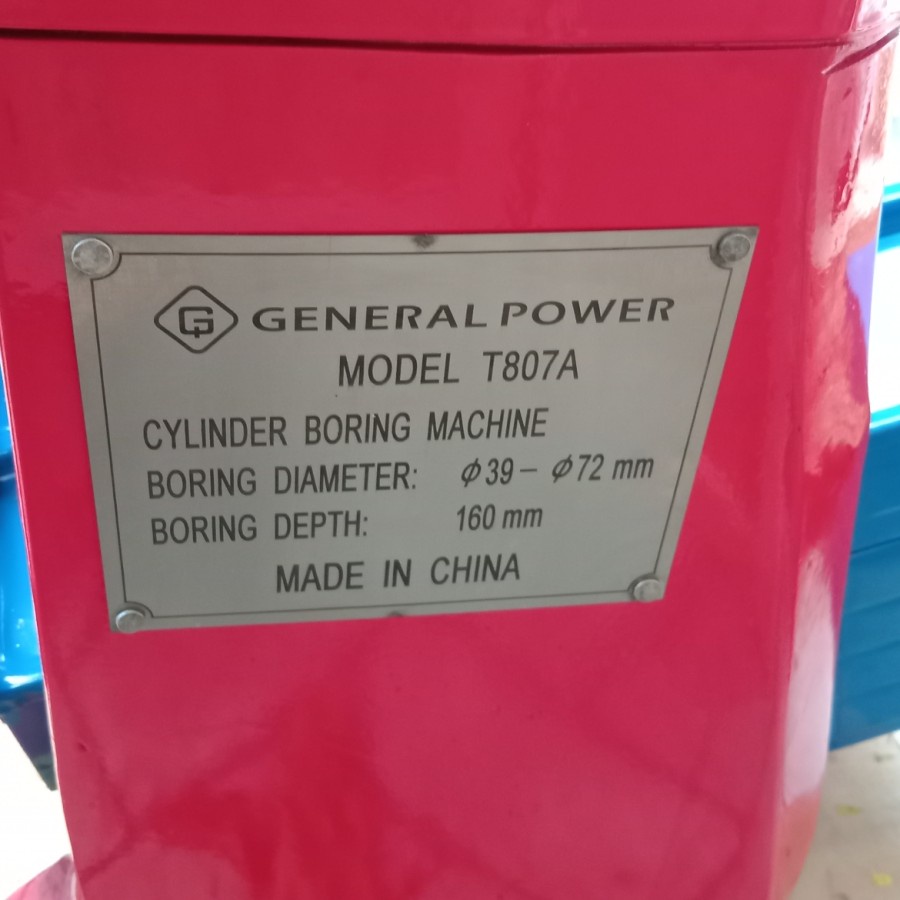 GENERAL POWER
MODEL T807A
CYLINDER BORING MACHINE
BORING DIAMETER: ϕ39 – ϕ72 mm
BORING DEPTH: 160 mm
MADE IN CHINA